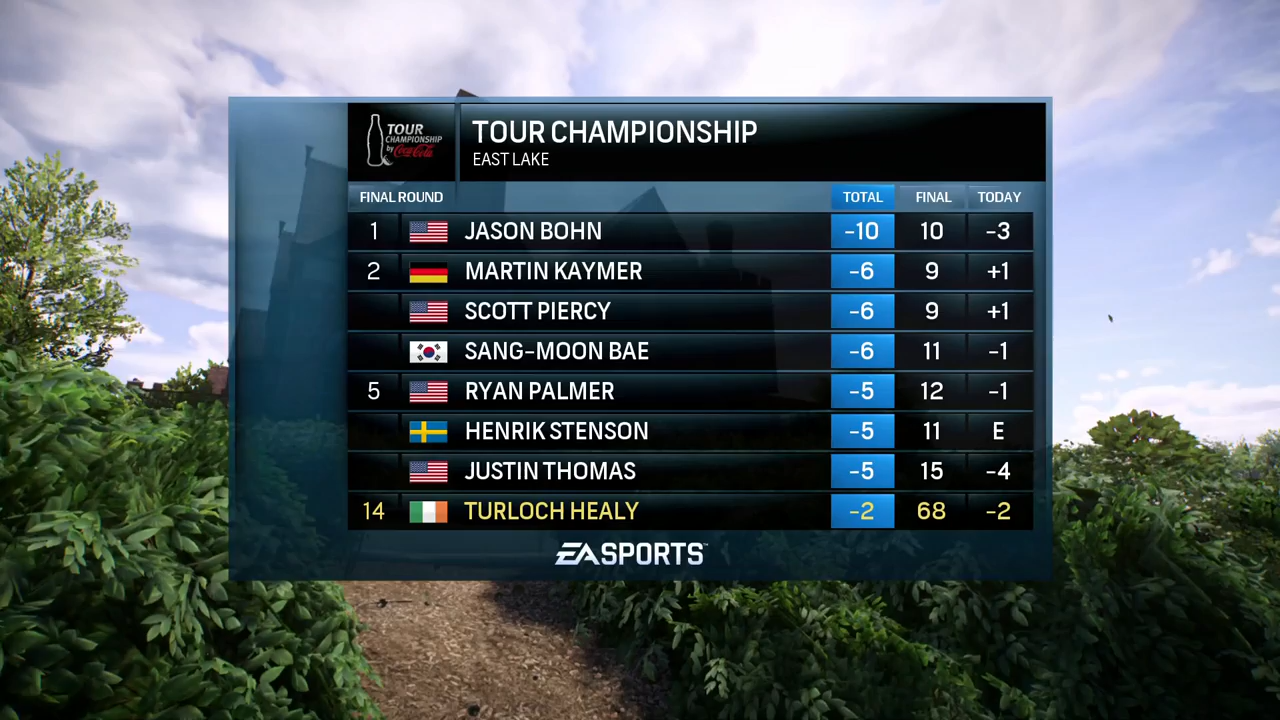 TOUR CHAMPIONSHIP by Coca-Cola
TOUR CHAMPIONSHIP
EAST LAKE
FINAL ROUND TOTAL FINAL TODAY
1 JASON BOHN -10 10 -3
2 MARTIN KAYMER -6 9 +1
SCOTT PIERCY -6 9 +1
SANG-MOON BAE -6 11 -1
5 RYAN PALMER -5 12 -1
HENRIK STENSON -5 11 E
JUSTIN THOMAS -5 15 -4
14 TURLOCH HEALY -2 68 -2
EA SPORTS™